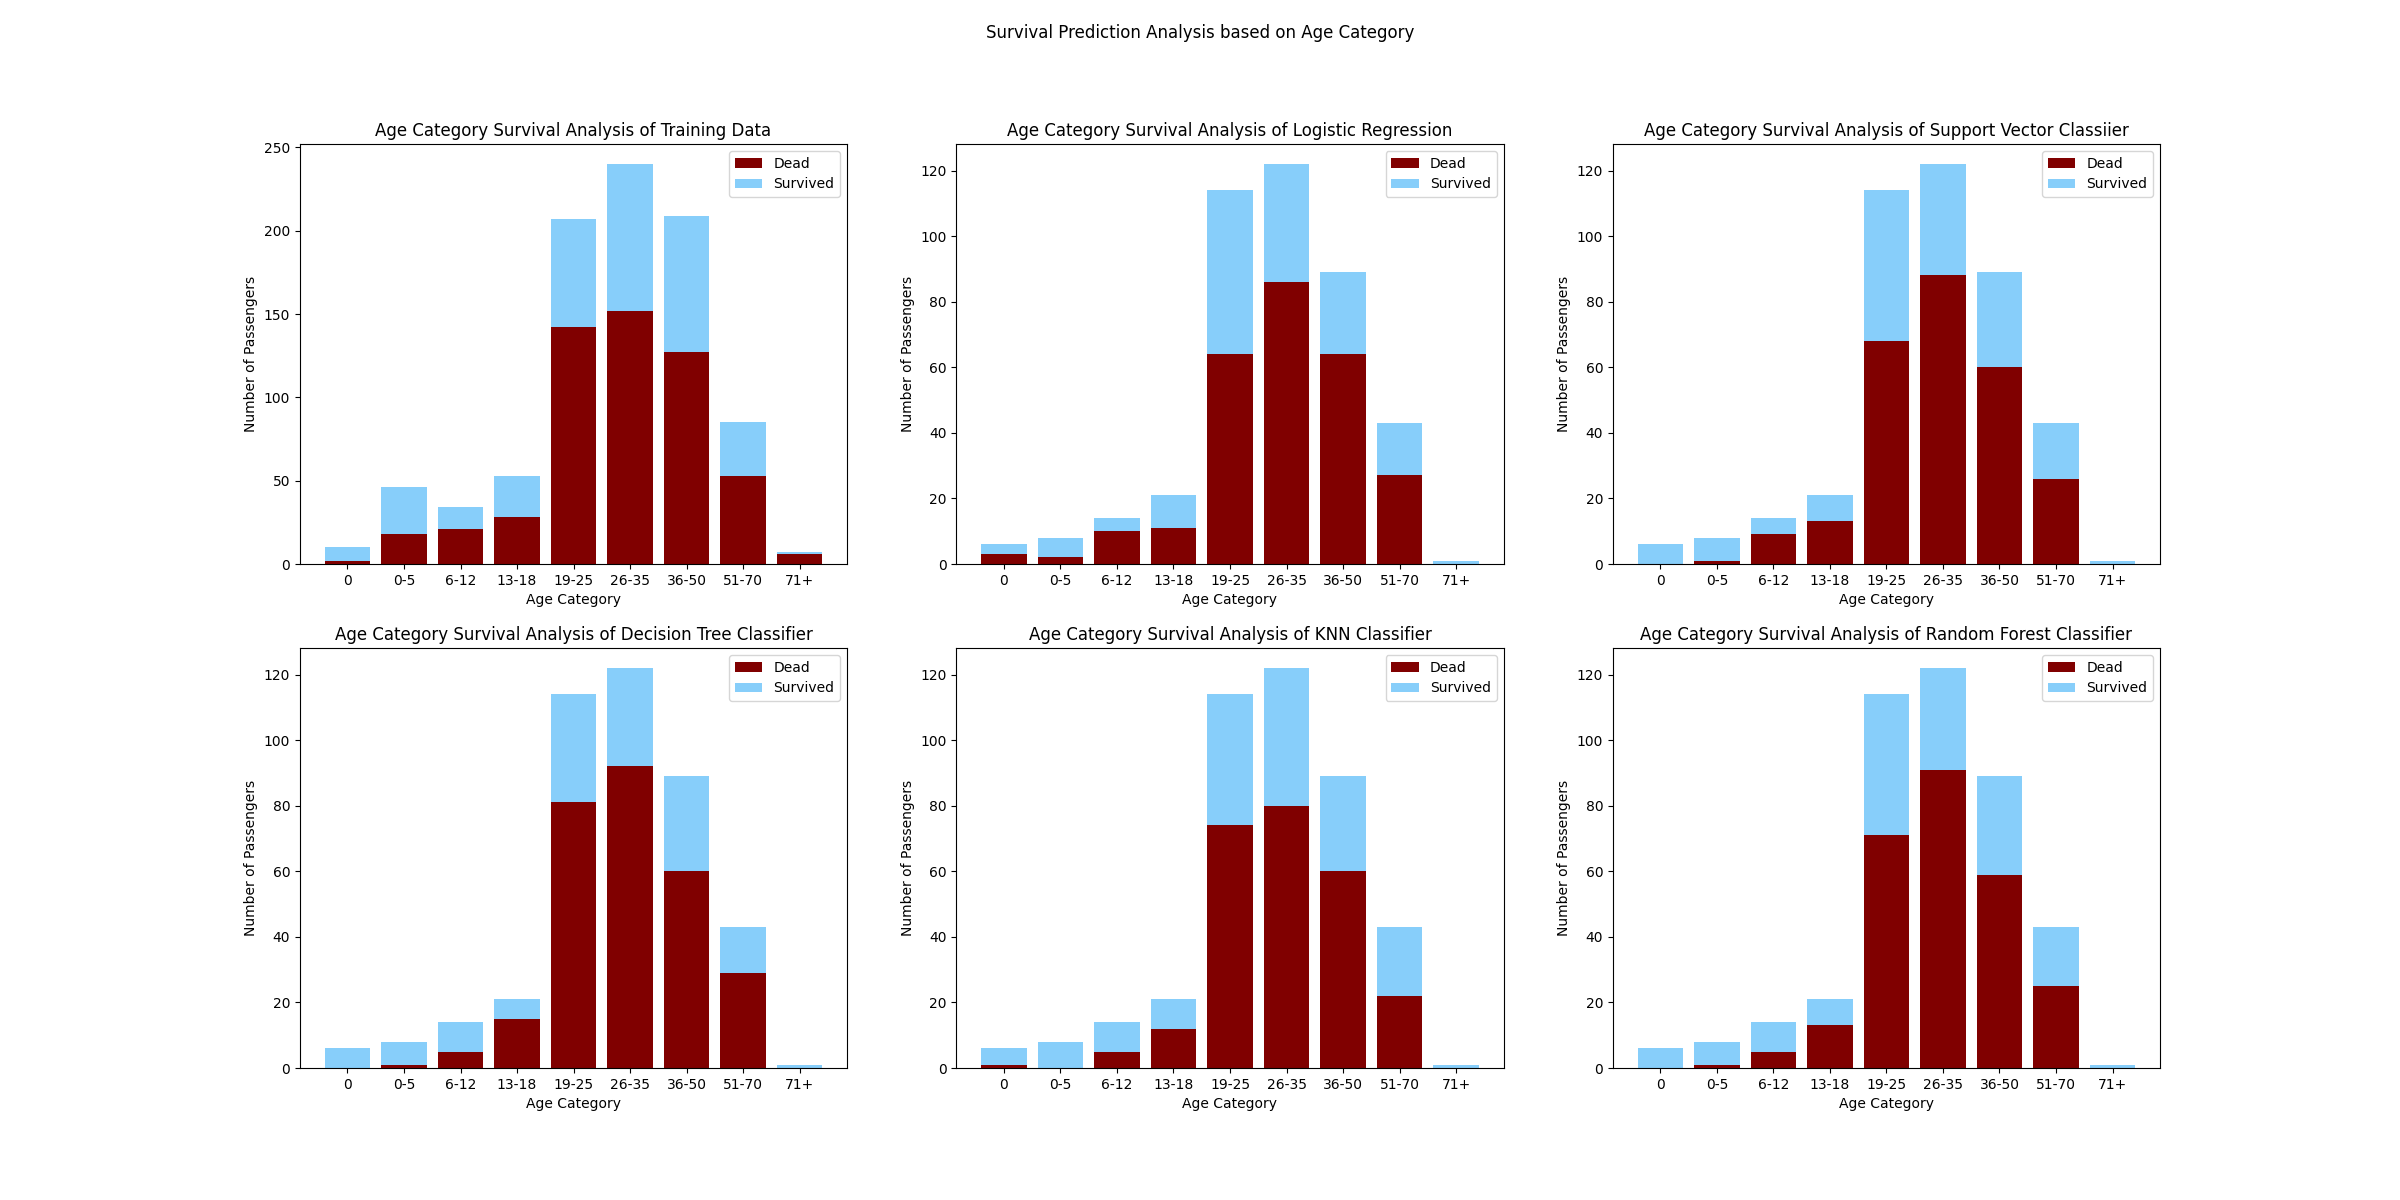 Survival Prediction Analysis based on Age Category
Age Category Survival Analysis of Training Data
Dead
Survived
250
200
150
100
50
0
Number of Passengers
0 0-5 6-12 13-18 19-25 26-35 36-50 51-70 71+
Age Category
Age Category Survival Analysis of Logistic Regression
Dead
Survived
120
100
80
60
40
20
0
Number of Passengers
0 0-5 6-12 13-18 19-25 26-35 36-50 51-70 71+
Age Category
Age Category Survival Analysis of Support Vector Classiier
Dead
Survived
120
100
80
60
40
20
0
Number of Passengers
0 0-5 6-12 13-18 19-25 26-35 36-50 51-70 71+
Age Category
Age Category Survival Analysis of Decision Tree Classifier
Dead
Survived
120
100
80
60
40
20
0
Number of Passengers
0 0-5 6-12 13-18 19-25 26-35 36-50 51-70 71+
Age Category
Age Category Survival Analysis of KNN Classifier
Dead
Survived
120
100
80
60
40
20
0
Number of Passengers
0 0-5 6-12 13-18 19-25 26-35 36-50 51-70 71+
Age Category
Age Category Survival Analysis of Random Forest Classifier
Dead
Survived
120
100
80
60
40
20
0
Number of Passengers
0 0-5 6-12 13-18 19-25 26-35 36-50 51-70 71+
Age Category